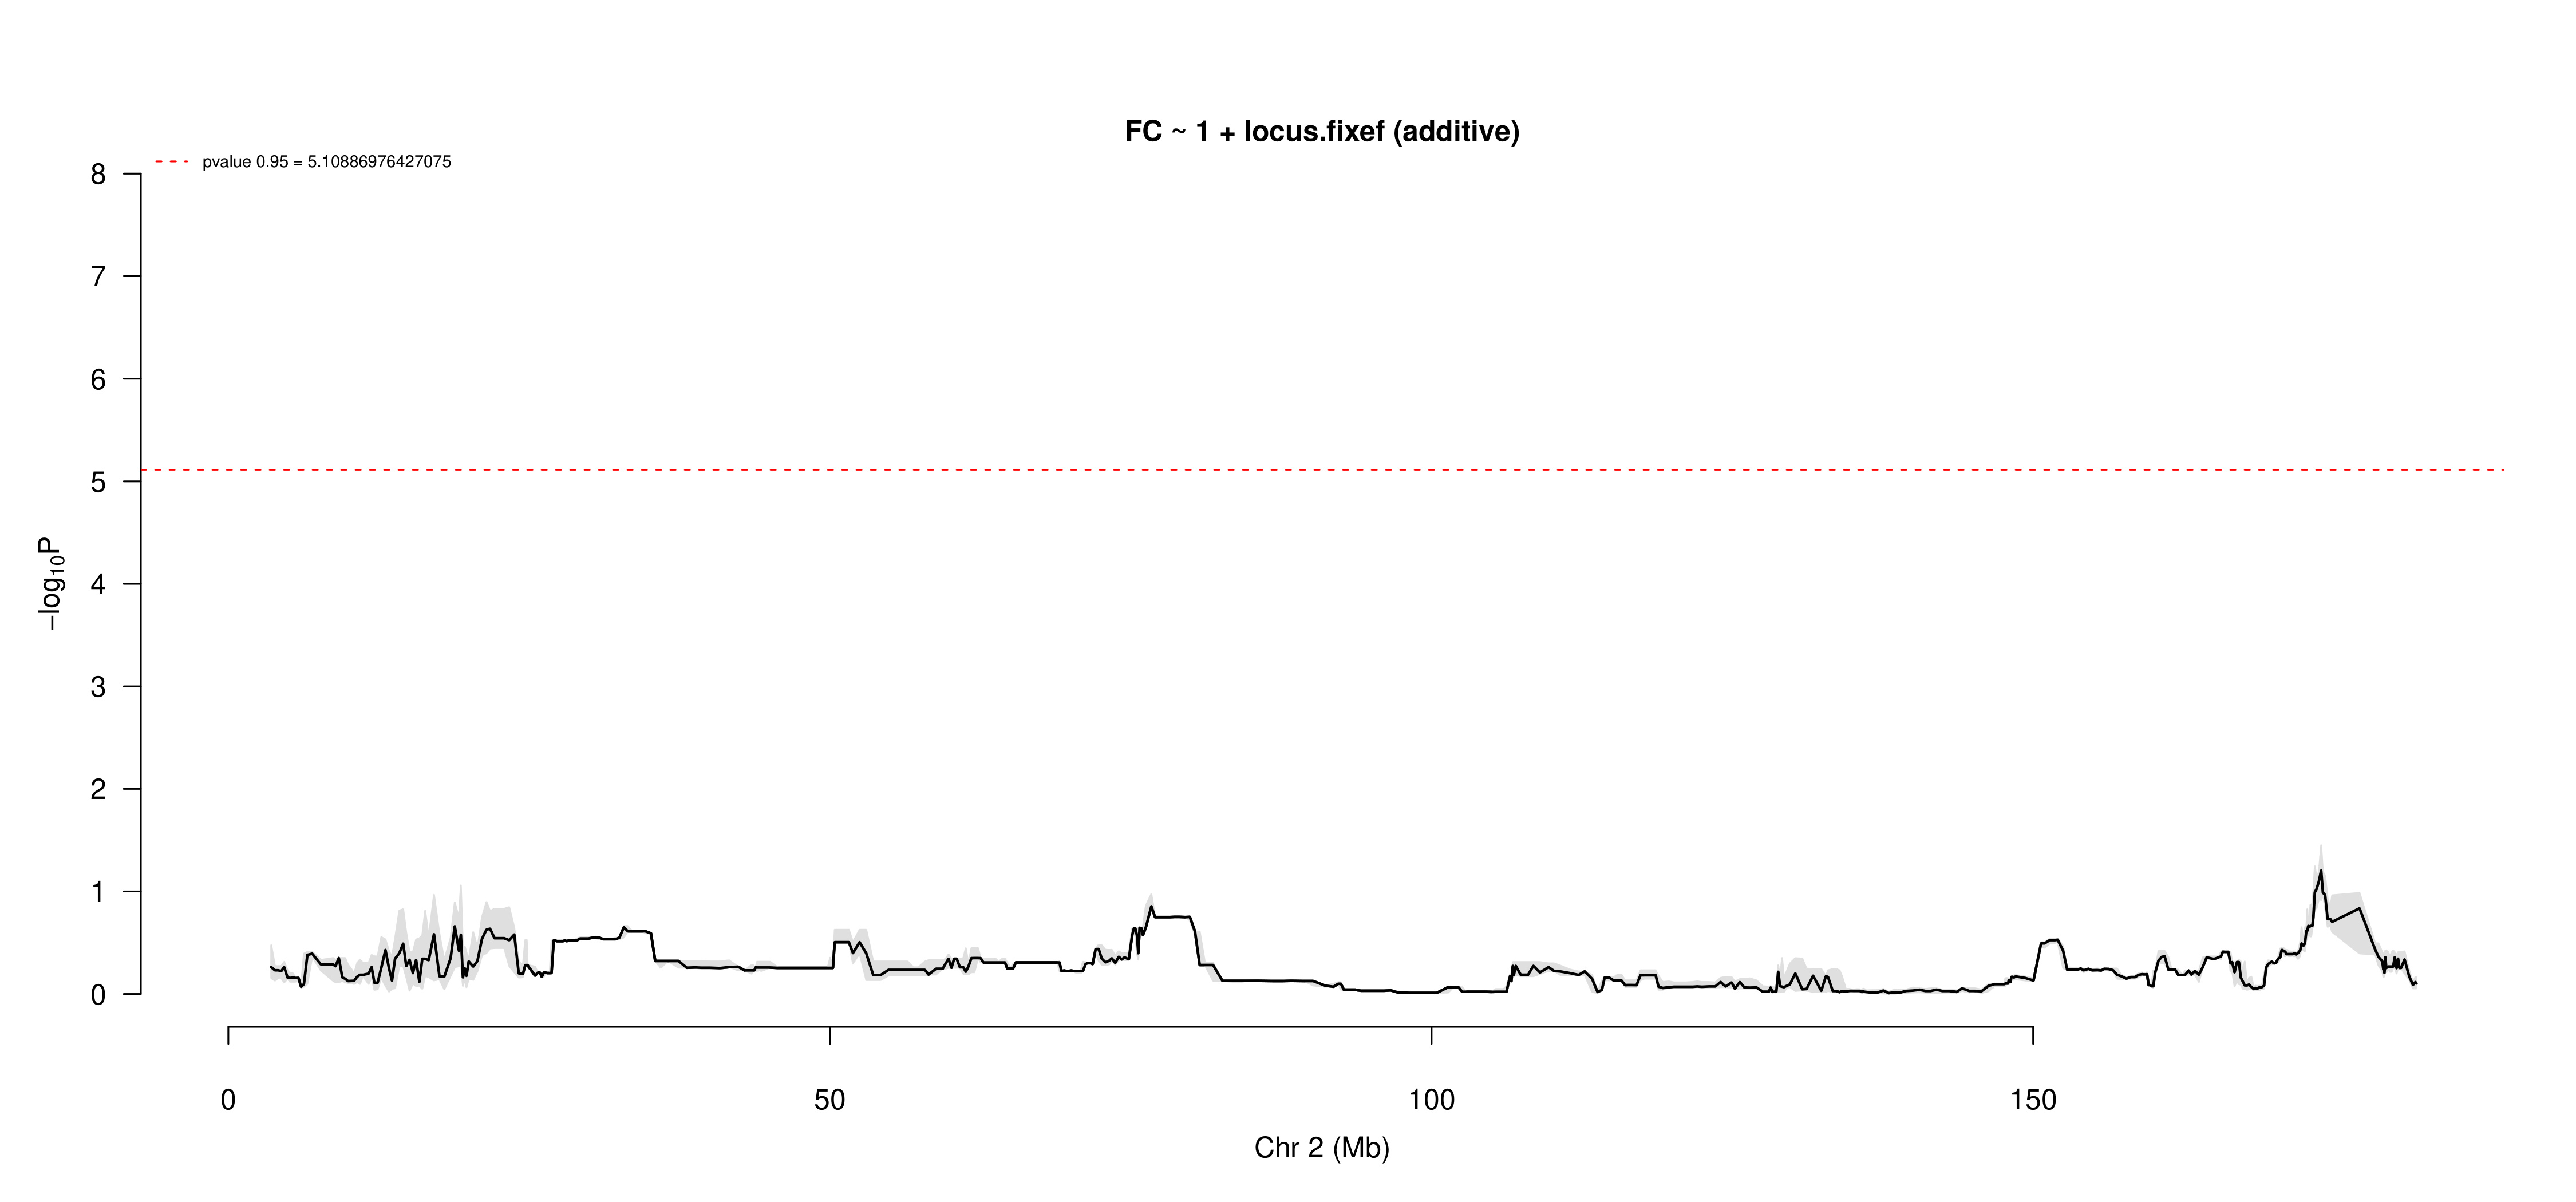 FC ~ 1 + locus.fixef (additive)
pvalue 0.95 = 5.10886976427075
8
7
6
5
4
3
2
1
0
−log10P
0 50 100 150
Chr 2 (Mb)